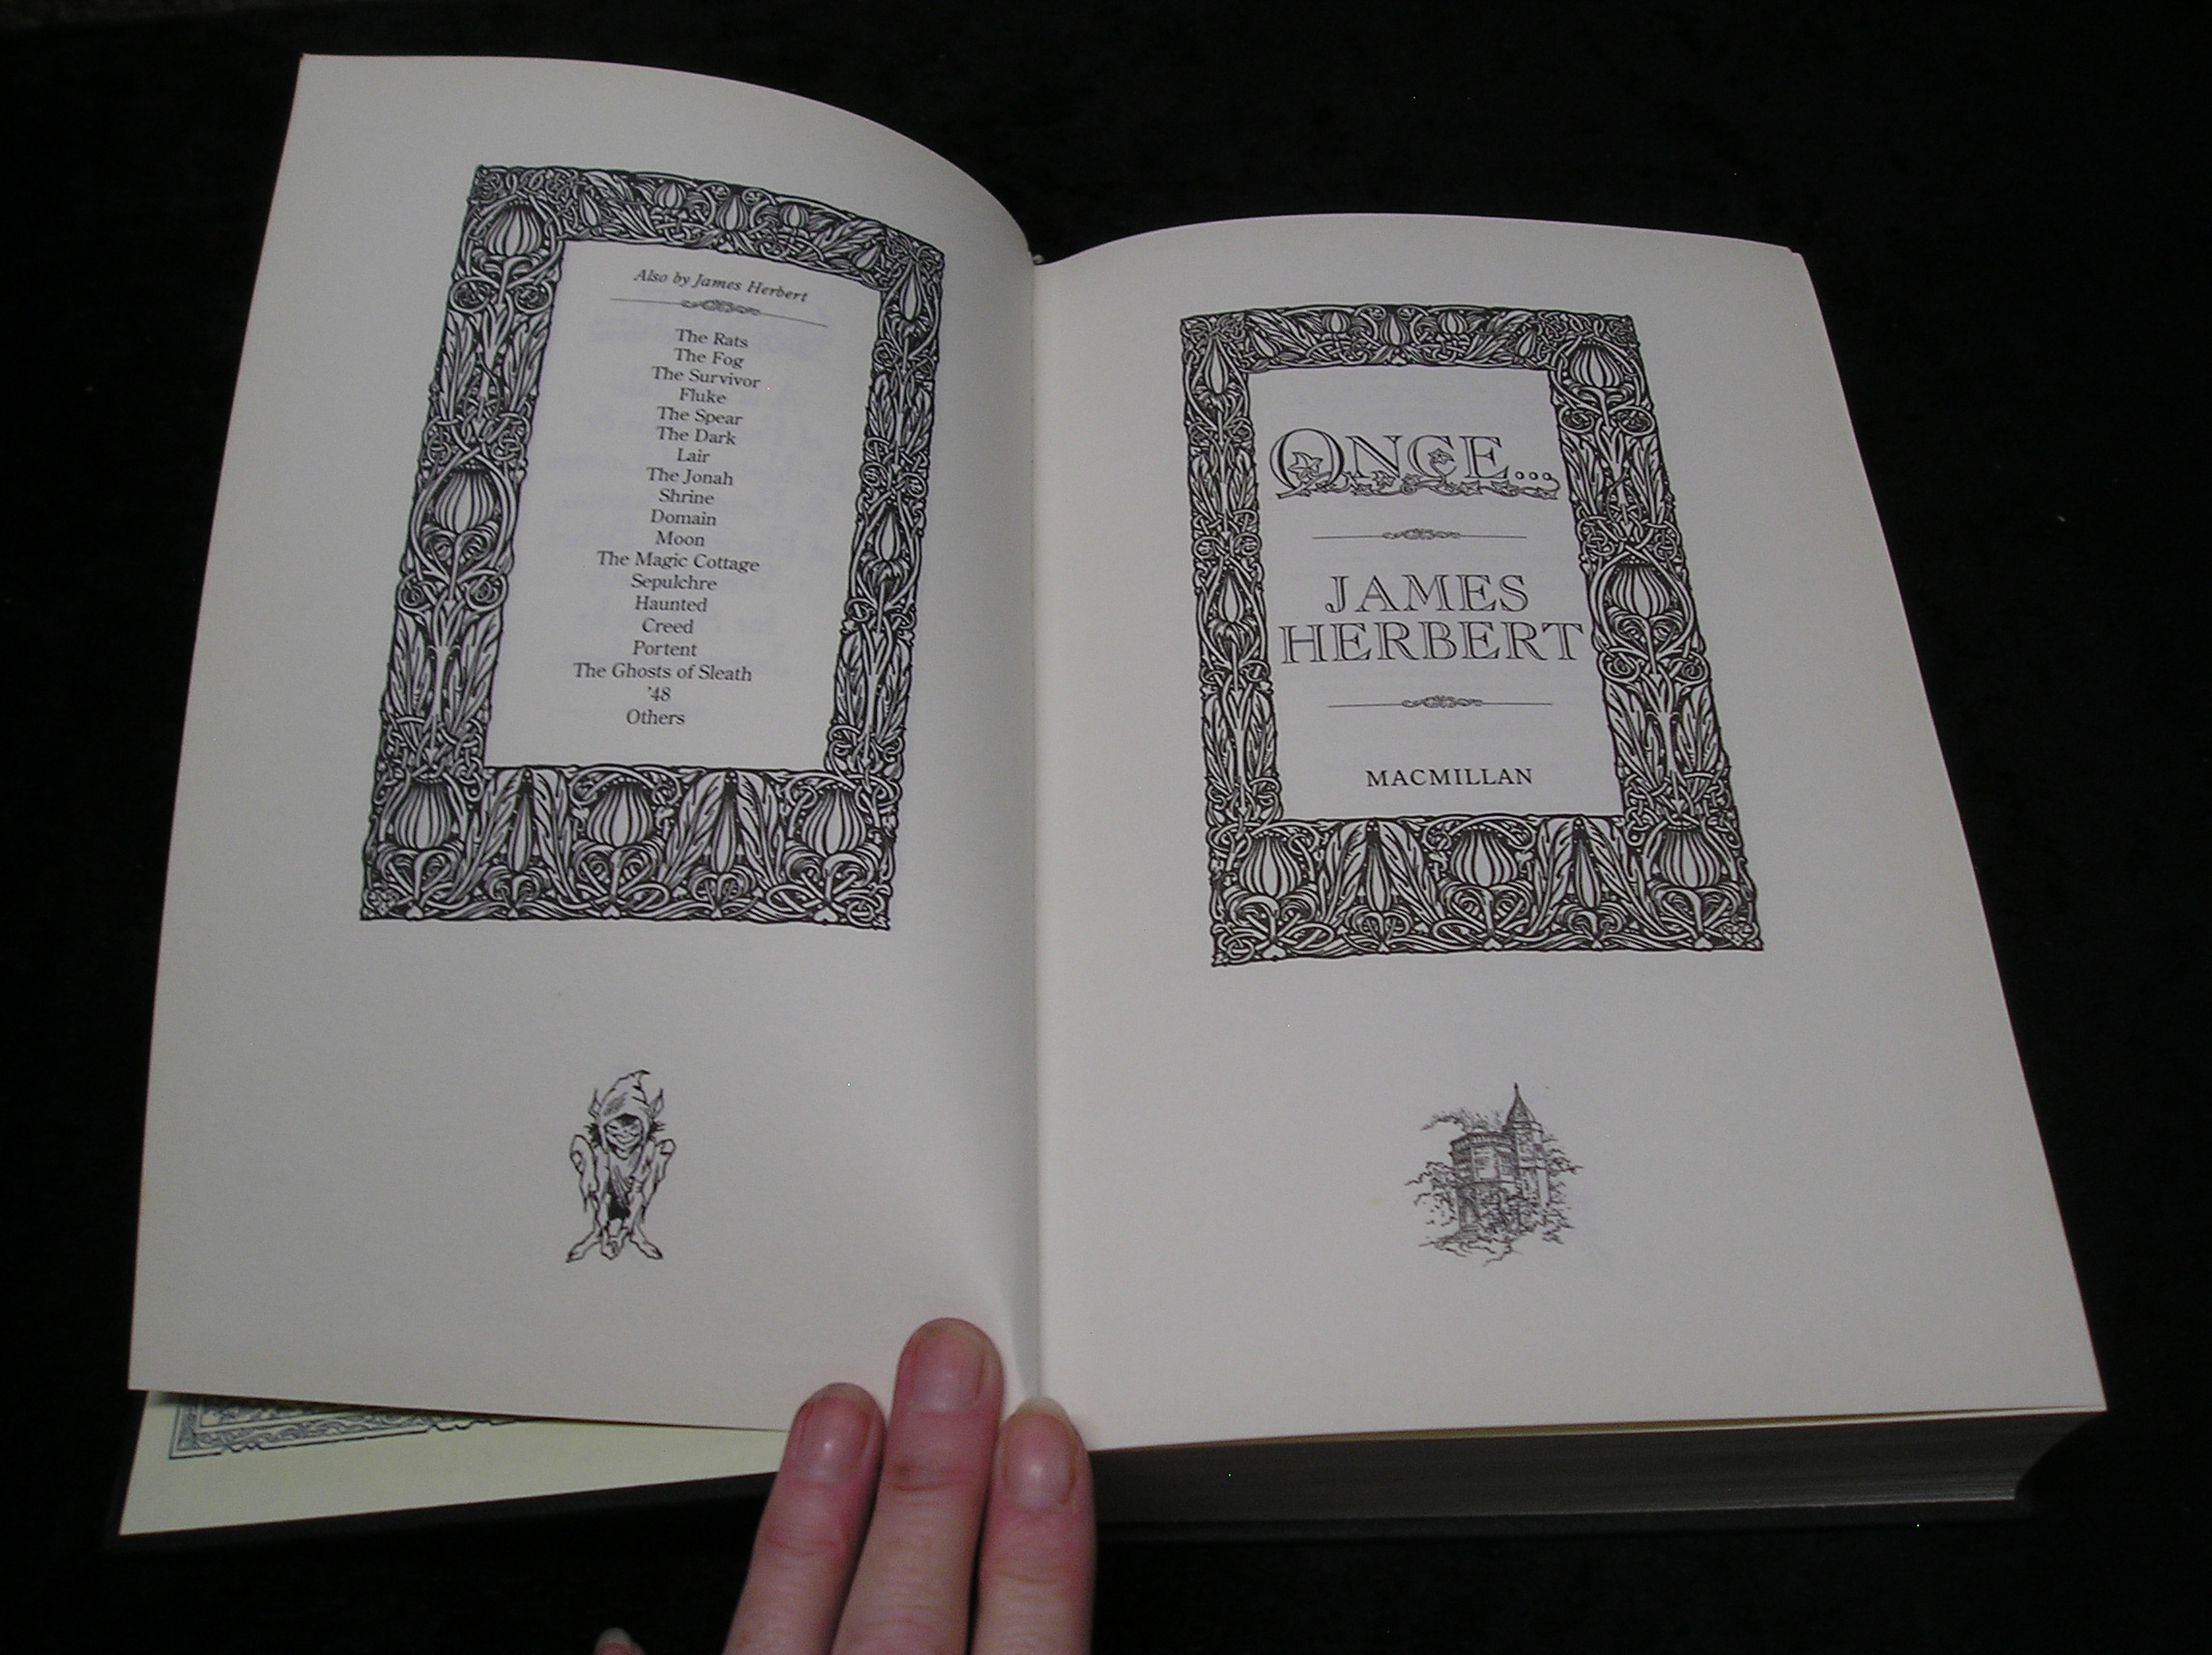 Also by James Herbert
The Rats
The Fog
The Survivor
Fluke
The Spear
The Dark
Lair
The Jonah
Shrine
Domain
Moon
The Magic Cottage
Sepulchre
Haunted
Creed
Portent
The Ghosts of Sleath
'48
Others
ONCE...
JAMES
HERBERT
MACMILLAN